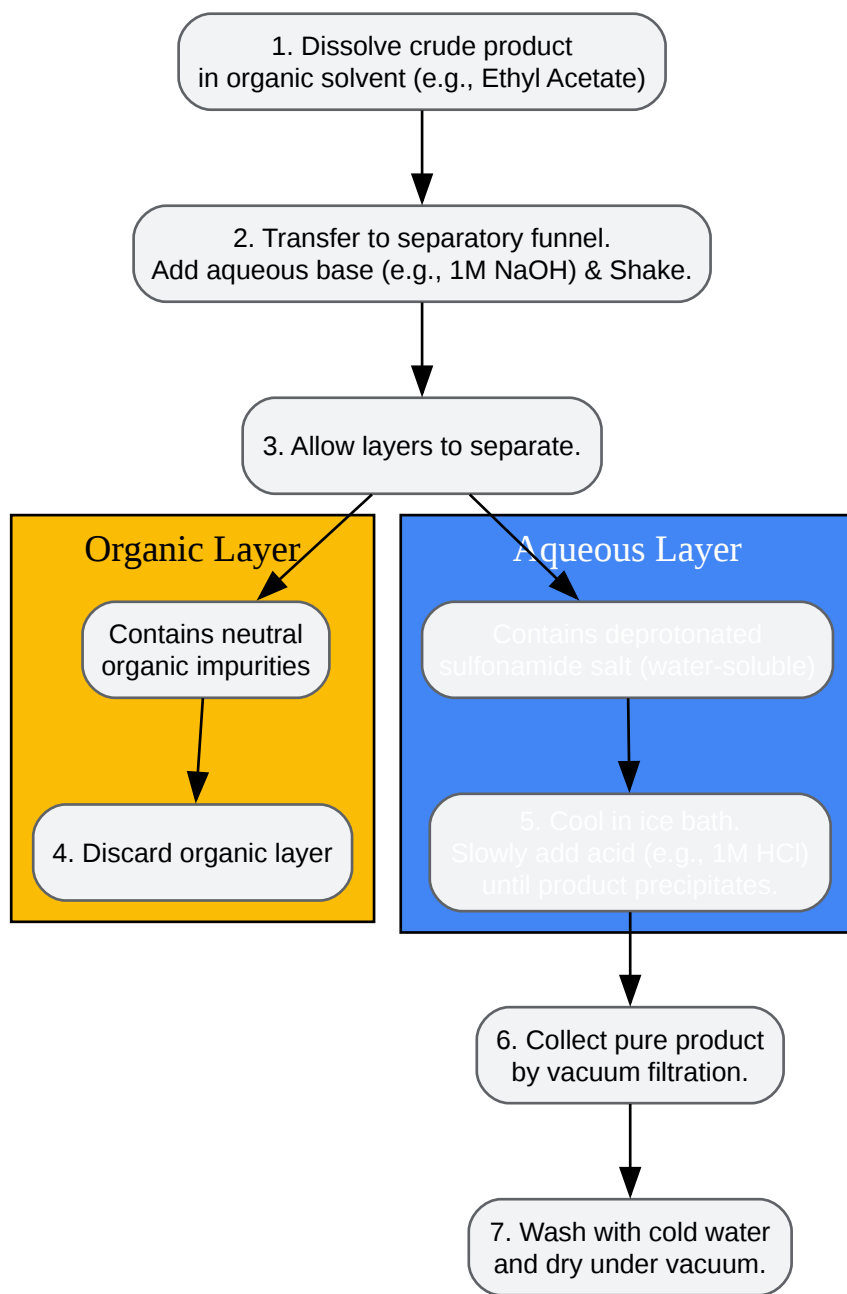 1. Dissolve crude product
in organic solvent (e.g., Ethyl Acetate)
2. Transfer to separatory funnel.
Add aqueous base (e.g., 1M NaOH) & Shake.
3. Allow layers to separate.
Organic Layer
Contains neutral
organic impurities
4. Discard organic layer
Aqueous Layer
Contains deprotonated
sulfonamide salt (water-soluble)
5. Cool in ice bath.
Slowly add acid (e.g., 1M HCl)
until product precipitates.
6. Collect pure product
by vacuum filtration.
7. Wash with cold water
and dry under vacuum.